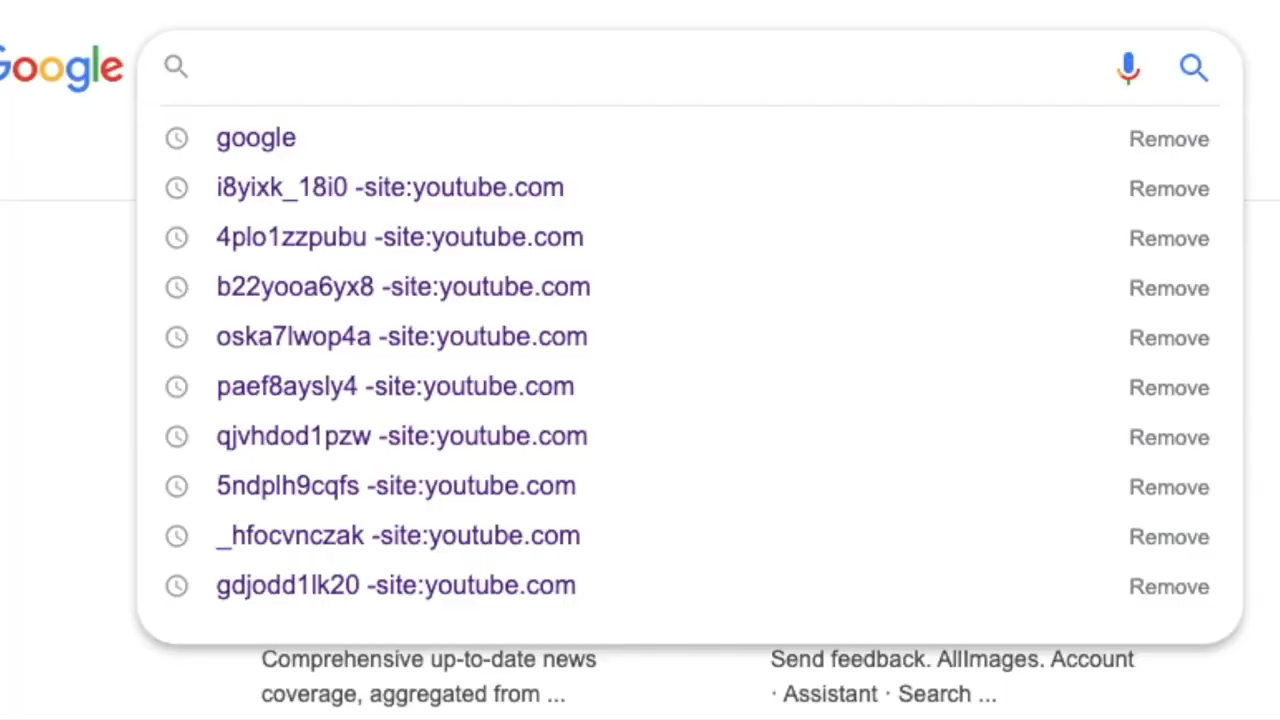 Google
google Remove
i8yixk_18i0 -site:youtube.com Remove
4plo1zzpubu -site:youtube.com Remove
b22yooa6yx8 -site:youtube.com Remove
oska7lwop4a -site:youtube.com Remove
paef8aysly4 -site:youtube.com Remove
qjvhdod1pzw -site:youtube.com Remove
5ndplh9cqfs -site:youtube.com Remove
_hfocvnczak -site:youtube.com Remove
gdjodd1lk20 -site:youtube.com Remove
Comprehensive up-to-date news
coverage, aggregated from ...
Send feedback. AllImages. Account
· Assistant · Search ...